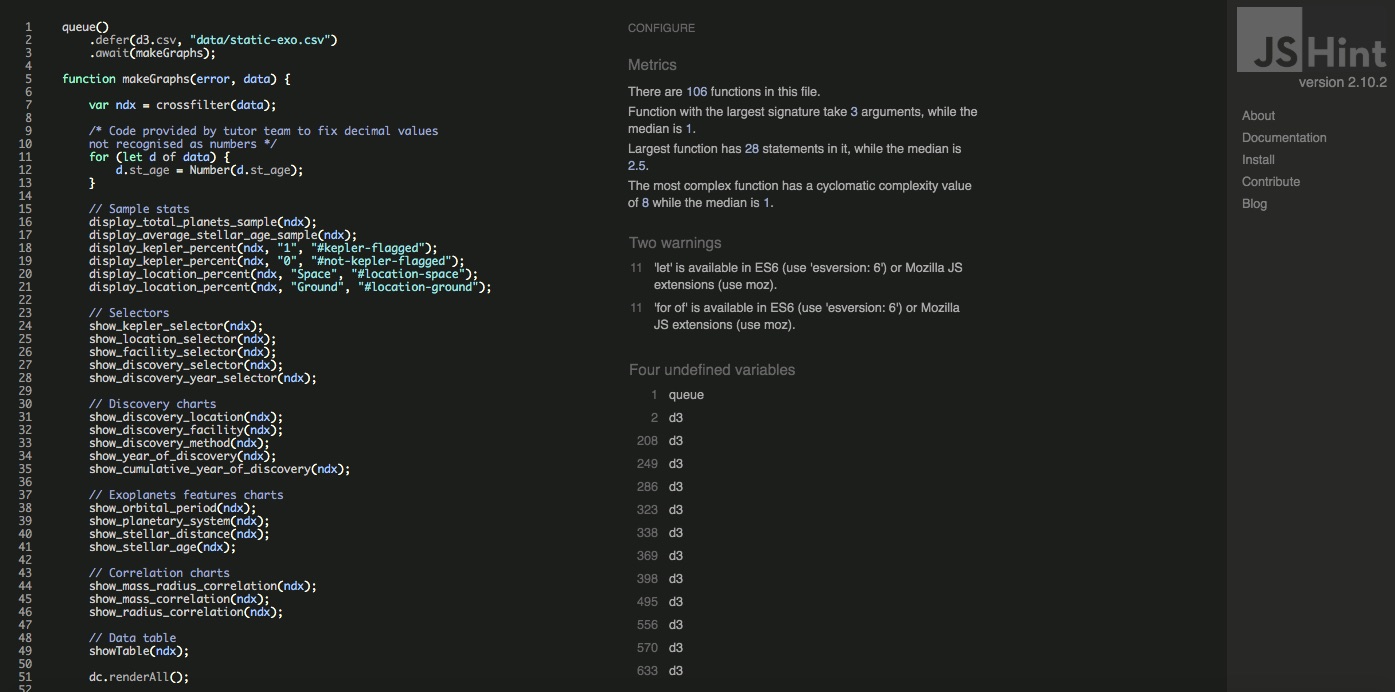 1 queue()
2 .defer(d3.csv, "data/static-exo.csv")
3 .await(makeGraphs);
4
5 function makeGraphs(error, data) {
6
7 var ndx = crossfilter(data);
8
9 /* Code provided by tutor team to fix decimal values
10 not recognised as numbers */
11 for (let d of data) {
12 d.st_age = Number(d.st_age);
13 }
14
15 // Sample stats
16 display_total_planets_sample(ndx);
17 display_average_stellar_age_sample(ndx);
18 display_kepler_percent(ndx, "1", "#kepler-flagged");
19 display_kepler_percent(ndx, "0", "#not-kepler-flagged");
20 display_location_percent(ndx, "Space", "#location-space");
21 display_location_percent(ndx, "Ground", "#location-ground");
22
23 // Selectors
24 show_kepler_selector(ndx);
25 show_location_selector(ndx);
26 show_facility_selector(ndx);
27 show_discovery_selector(ndx);
28 show_discovery_year_selector(ndx);
29
30 // Discovery charts
31 show_discovery_location(ndx);
32 show_discovery_facility(ndx);
33 show_discovery_method(ndx);
34 show_year_of_discovery(ndx);
35 show_cumulative_year_of_discovery(ndx);
36
37 // Exoplanets features charts
38 show_orbital_period(ndx);
39 show_planetary_system(ndx);
40 show_stellar_distance(ndx);
41 show_stellar_age(ndx);
42
43 // Correlation charts
44 show_mass_radius_correlation(ndx);
45 show_mass_correlation(ndx);
46 show_radius_correlation(ndx);
47
48 // Data table
49 showTable(ndx);
50
51 dc.renderAll();
52
CONFIGURE
Metrics
There are 106 functions in this file.
Function with the largest signature take 3 arguments, while the
median is 1.
Largest function has 28 statements in it, while the median is
2.5.
The most complex function has a cyclomatic complexity value
of 8 while the median is 1.
Two warnings
11 'let' is available in ES6 (use 'esversion: 6') or Mozilla JS
extensions (use moz).
11 'for of' is available in ES6 (use 'esversion: 6') or Mozilla
JS extensions (use moz).
Four undefined variables
1 queue
2 d3
208 d3
249 d3
286 d3
323 d3
338 d3
369 d3
398 d3
495 d3
556 d3
570 d3
633 d3
JSHint
version 2.10.2
About
Documentation
Install
Contribute
Blog